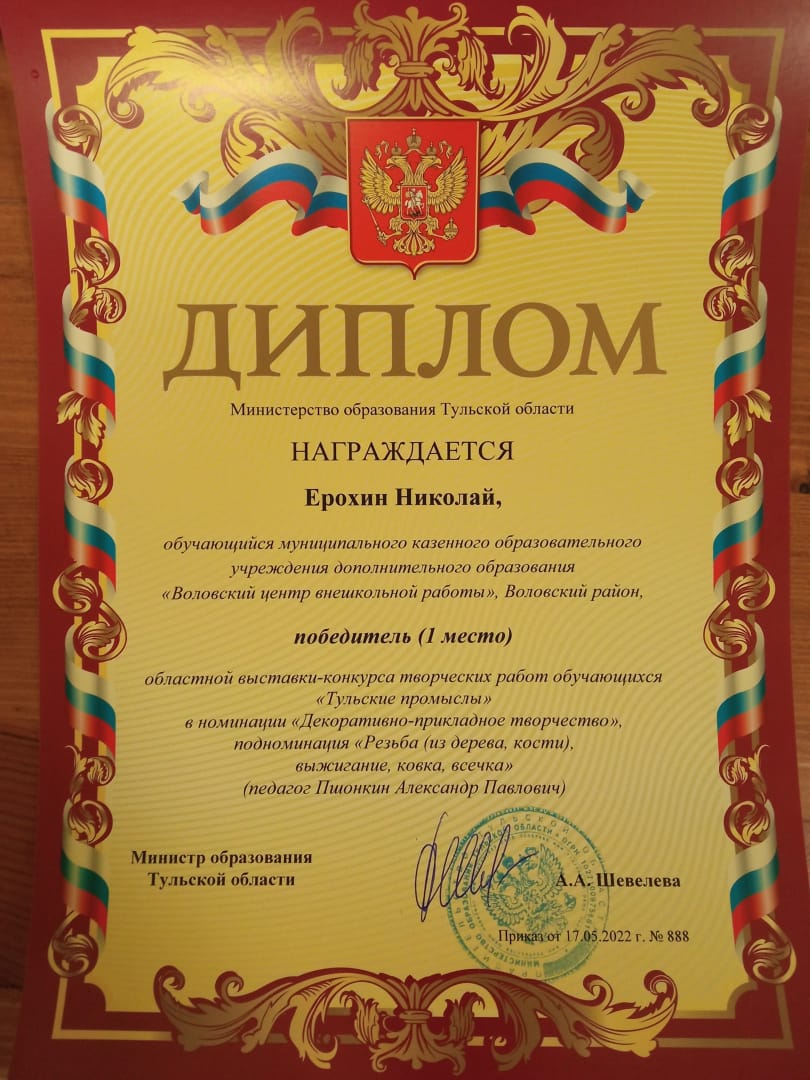 ДИПЛОМ
Министерство образования Тульской области
НАГРАЖДАЕТСЯ
Ерохин Николай,
обучающийся муниципального казенного образовательного
учреждения дополнительного образования
«Воловский центр внешкольной работы», Воловский район,
победитель (1 место)
областной выставки-конкурса творческих работ обучающихся
«Тульские промыслы»
в номинации «Декоративно-прикладное творчество»,
подноминация «Резьба (из дерева, кости),
выжигание, ковка, всечка»
(педагог Пшонкин Александр Павлович)
Министр образования
Тульской области
А.А. Шевелева
Приказ от 17.05.2022 г. № 888